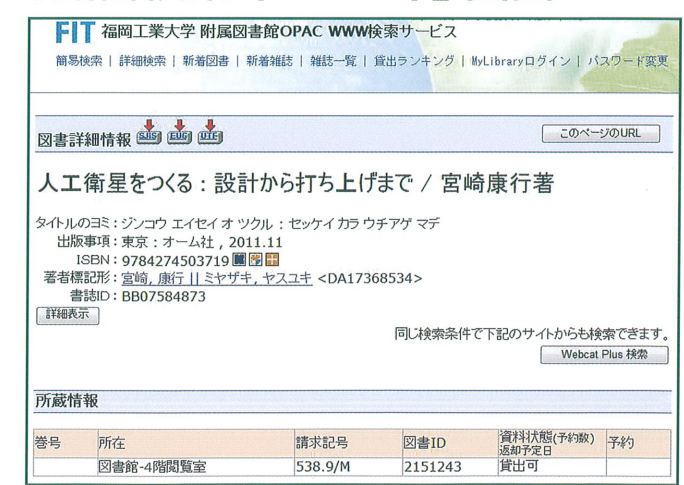 FIT 福岡工業大学 附属図書館OPAC WWW検索サービス
簡易検索 | 詳細検索 | 新着図書 | 新着雑誌 | 雑誌一覧 | 貸出ランキング | MyLibraryログイン | パスワード変更
図書詳細情報 SJIS EUC UTF このページのURL
人工衛星をつくる : 設計から打ち上げまで / 宮崎康行著
タイトルのヨミ : ジンコウ エイセイ オ ツクル : セッケイ カラ ウチアゲ マデ
出版事項 : 東京 : オーム社 , 2011.11
ISBN : 9784274503719
著者標記形 : 宮崎, 康行 || ミヤザキ, ヤスユキ <DA17368534>
書誌ID : BB07584873
詳細表示
同じ検索条件で下記のサイトからも検索できます。
Webcat Plus 検索
所蔵情報
巻号 所在 請求記号 図書ID 資料状態(予約数) 返却予定日 予約
図書館-4階閲覧室 538.9/M 2151243 貸出可